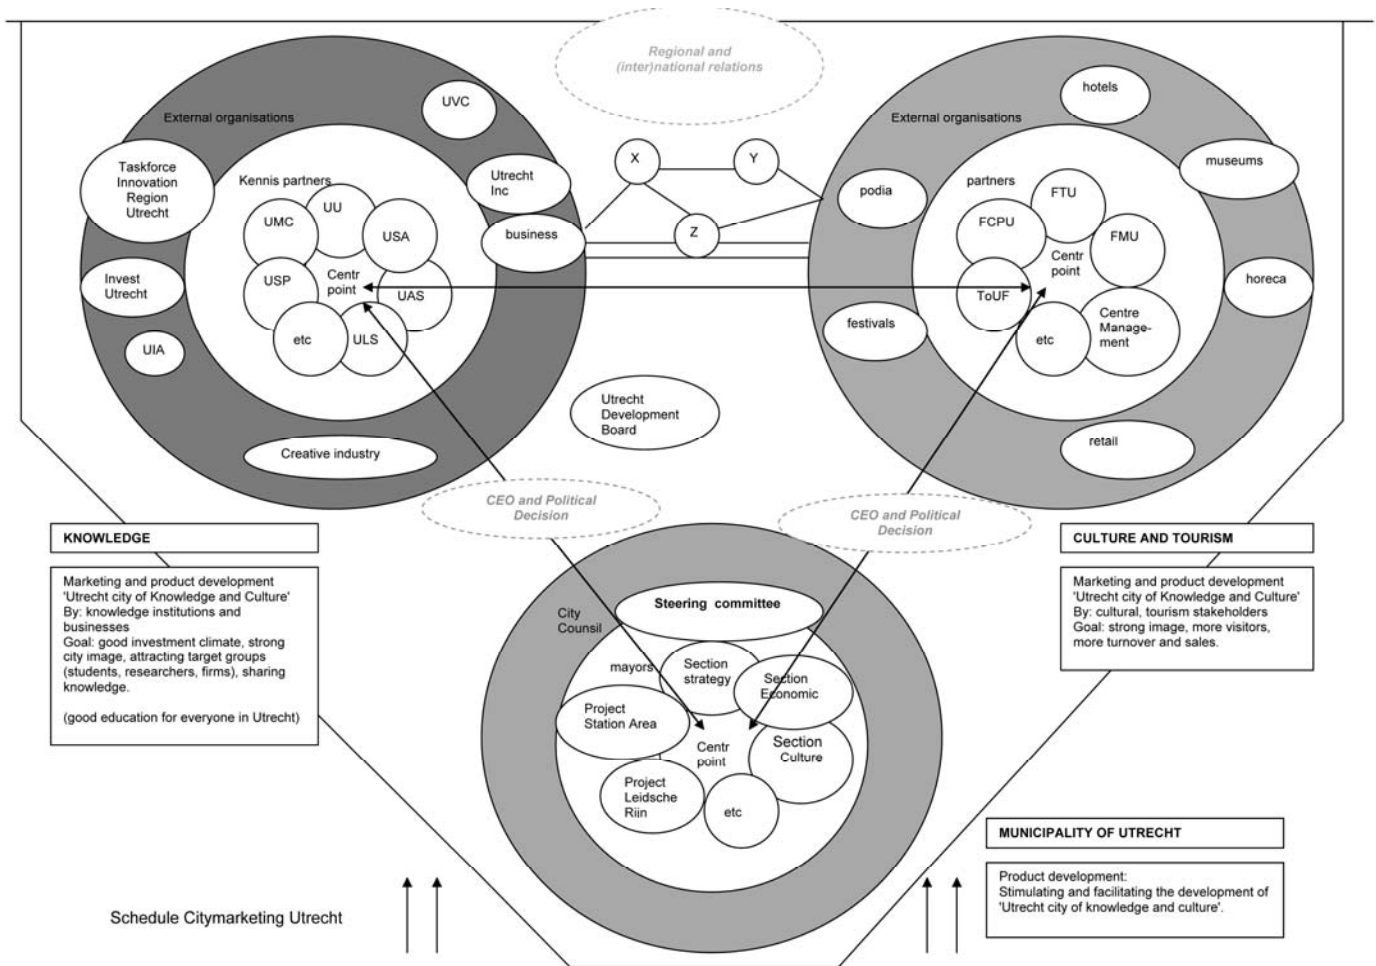 Regional and
(inter)national relations
External organisations
UVC
Taskforce
Innovation
Region
Utrecht
Kennis partners
Utrecht
Inc
business
UU
UMC
USA
USP
Centr
point
UAS
etc
ULS
Invest
Utrecht
UIA
Creative industry
X
Y
Z
External organisations
hotels
museums
podia
partners
FTU
FCPU
FMU
Centr
point
ToUF
Centre
Manage-
ment
etc
horeca
festivals
retail
Utrecht
Development
Board
CEO and Political
Decision
CEO and Political
Decision
KNOWLEDGE
Marketing and product development
'Utrecht city of Knowledge and Culture'
By: knowledge institutions and
businesses
Goal: good investment climate, strong
city image, attracting target groups
(students, researchers, firms), sharing
knowledge.
(good education for everyone in Utrecht)
CULTURE AND TOURISM
Marketing and product development
'Utrecht city of Knowledge and Culture'
By: cultural, tourism stakeholders
Goal: strong image, more visitors,
more turnover and sales.
City
Counsil
Steering committee
mayors
Section
strategy
Section
Economic
Project
Station Area
Centr
point
Section
Culture
Project
Leidsche
Riin
etc
MUNICIPALITY OF UTRECHT
Product development:
Stimulating and facilitating the development of
'Utrecht city of knowledge and culture'.
Schedule Citymarketing Utrecht